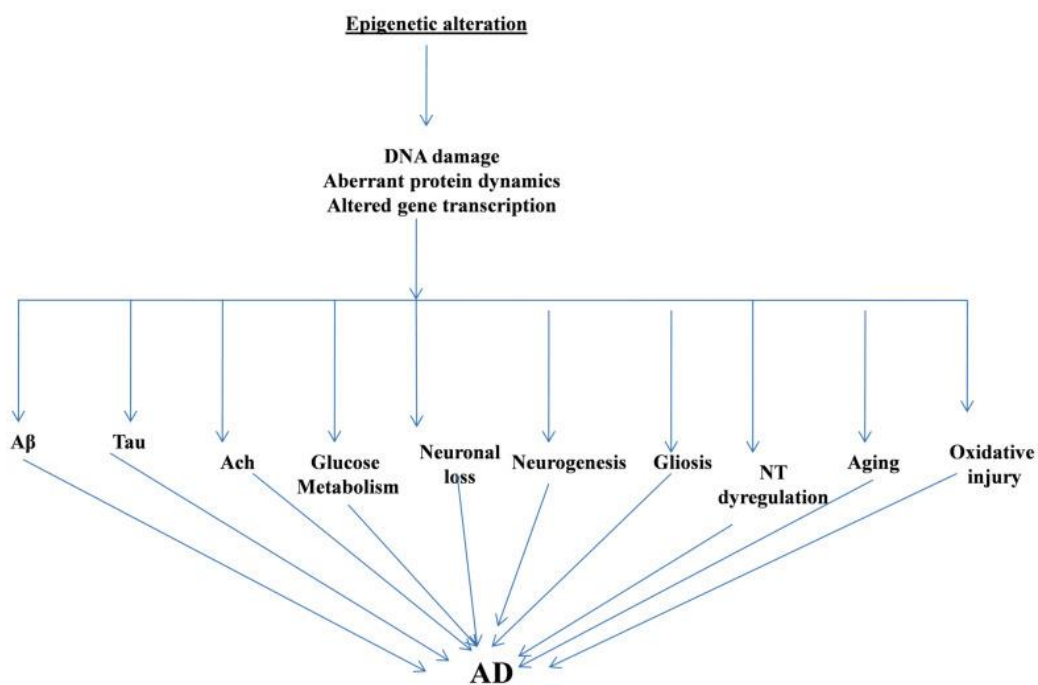 Epigenetic alteration
DNA damage
Aberrant protein dynamics
Altered gene transcription
Aβ
Tau
Ach
Glucose
Metabolism
Neuronal
loss
Neurogenesis
Gliosis
NT
dyregulation
Aging
Oxidative
injury
AD